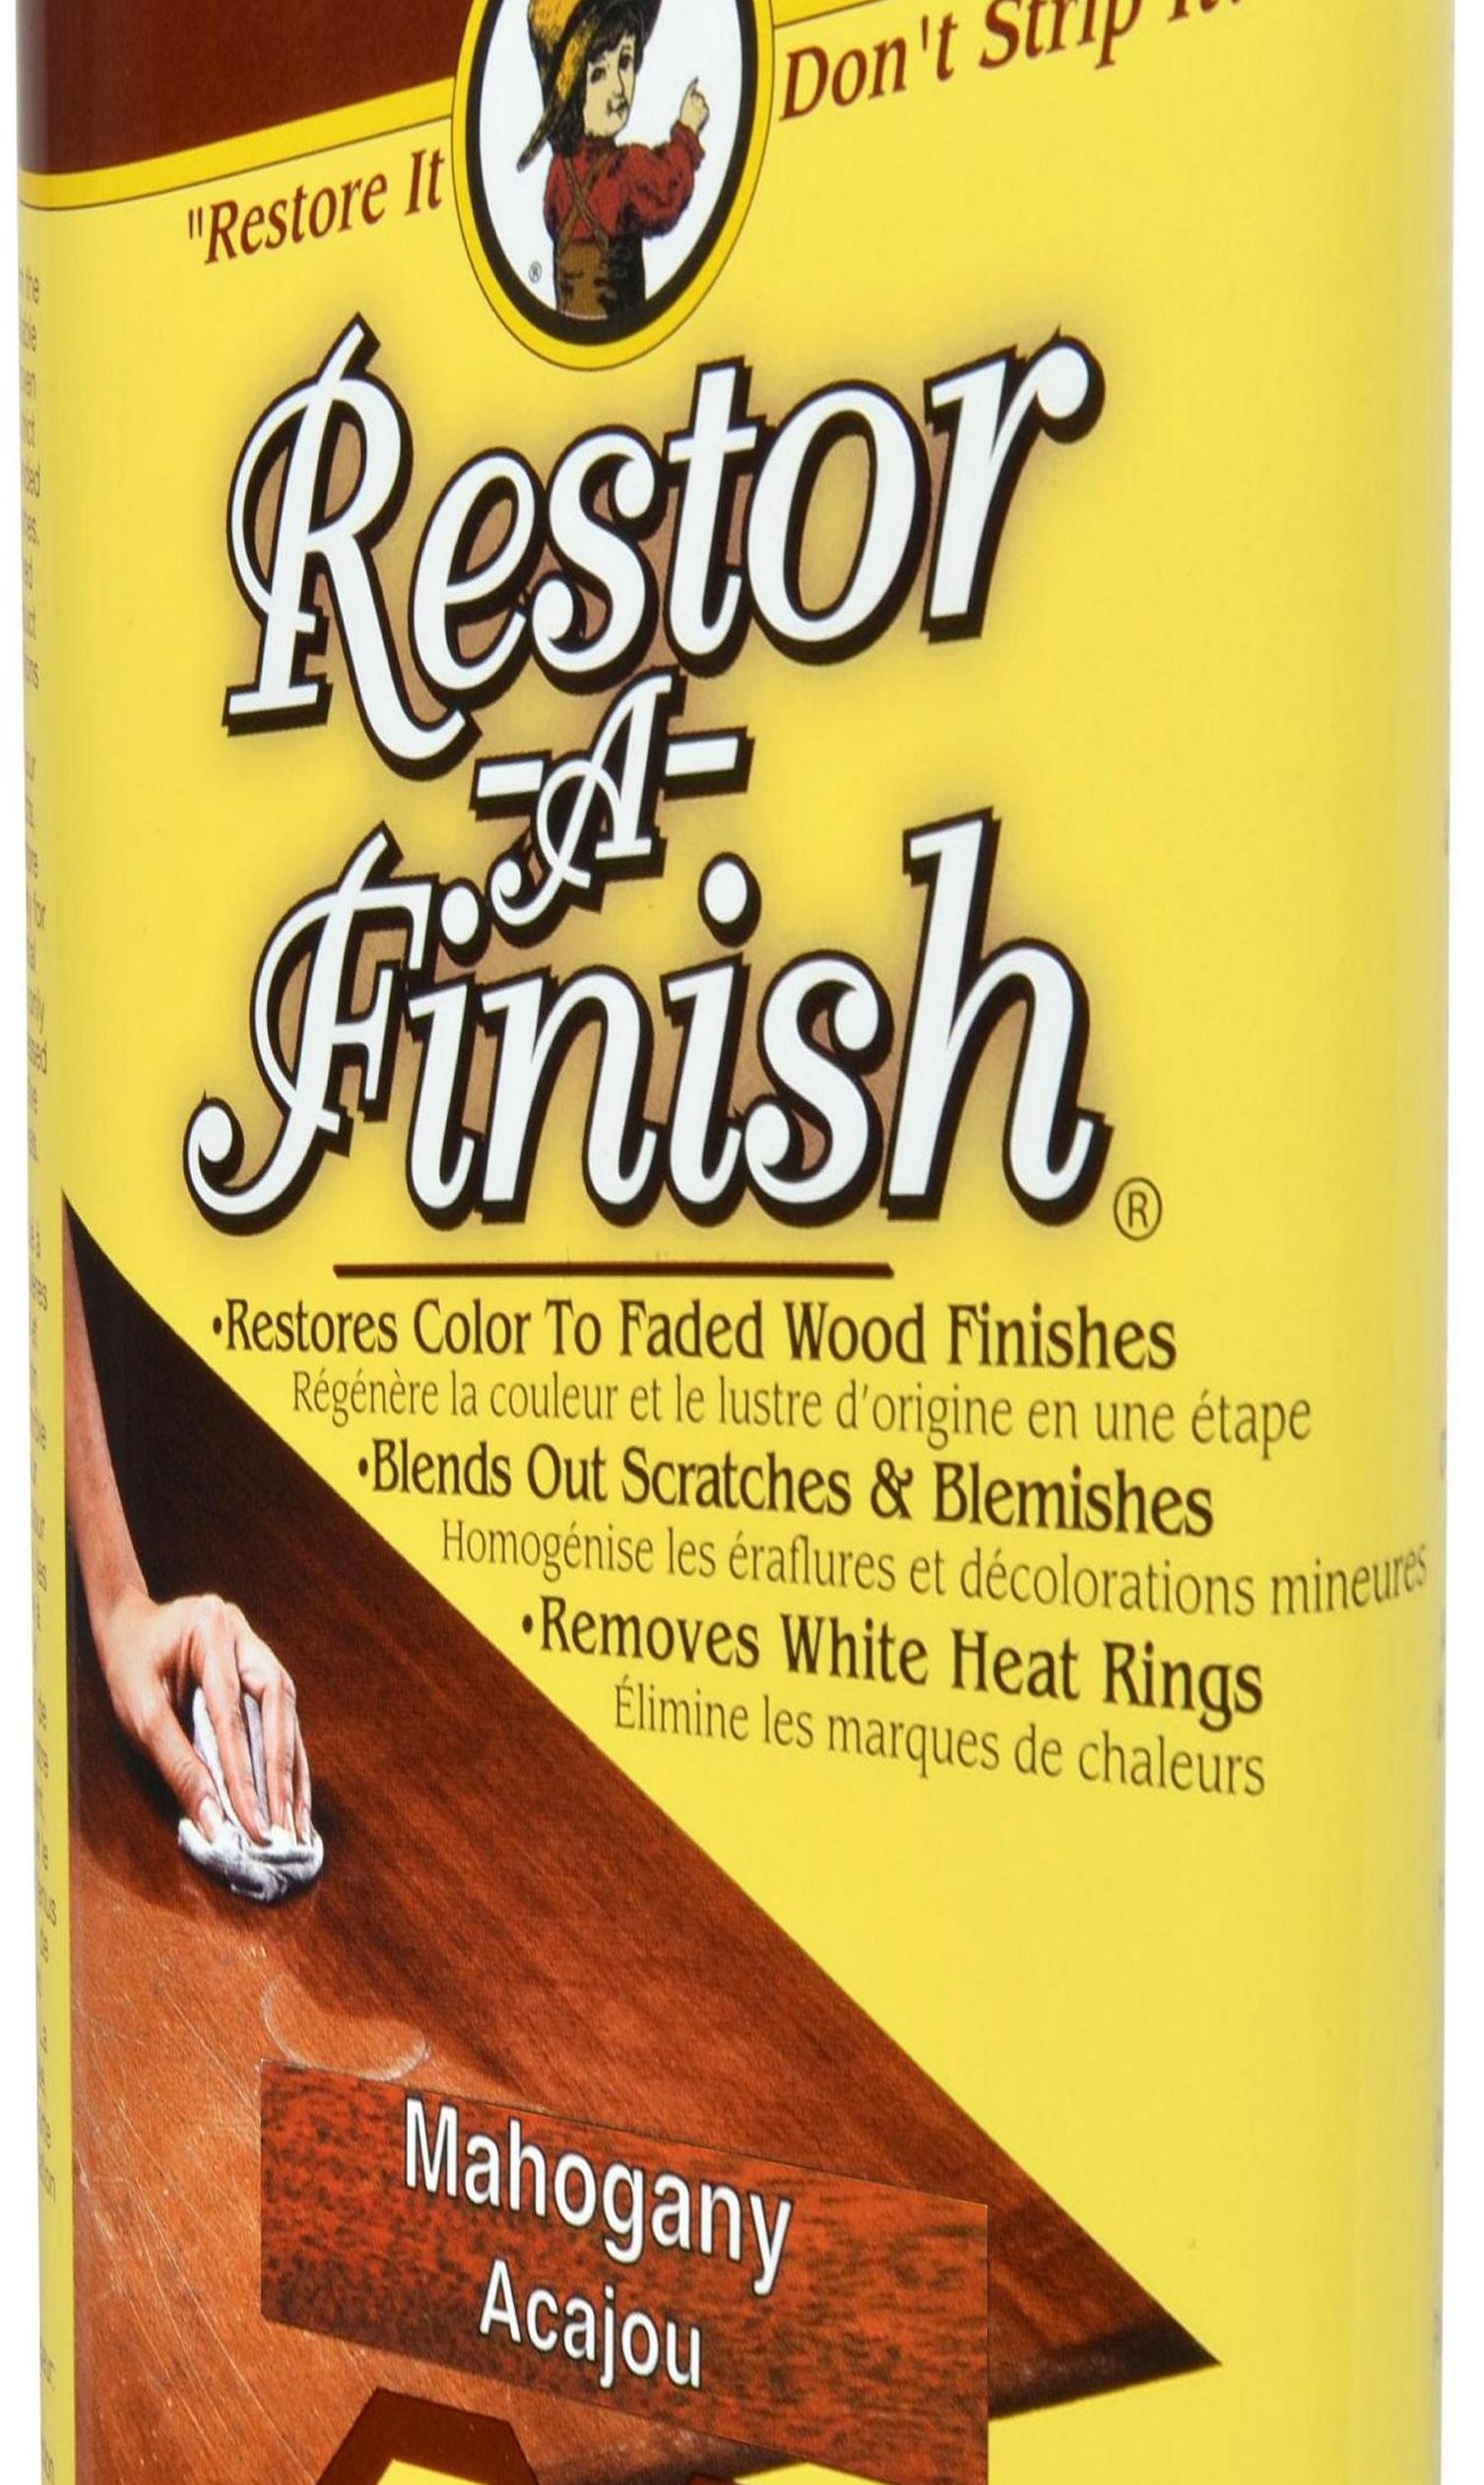 "Restore It
Don't Strip It!
®
Restor
-A-
Finish®
•Restores Color To Faded Wood Finishes
Régénère la couleur et le lustre d'origine en une étape
•Blends Out Scratches & Blemishes
Homogénise les éraflures et décolorations mineures
•Removes White Heat Rings
Élimine les marques de chaleurs
Mahogany
Acajou